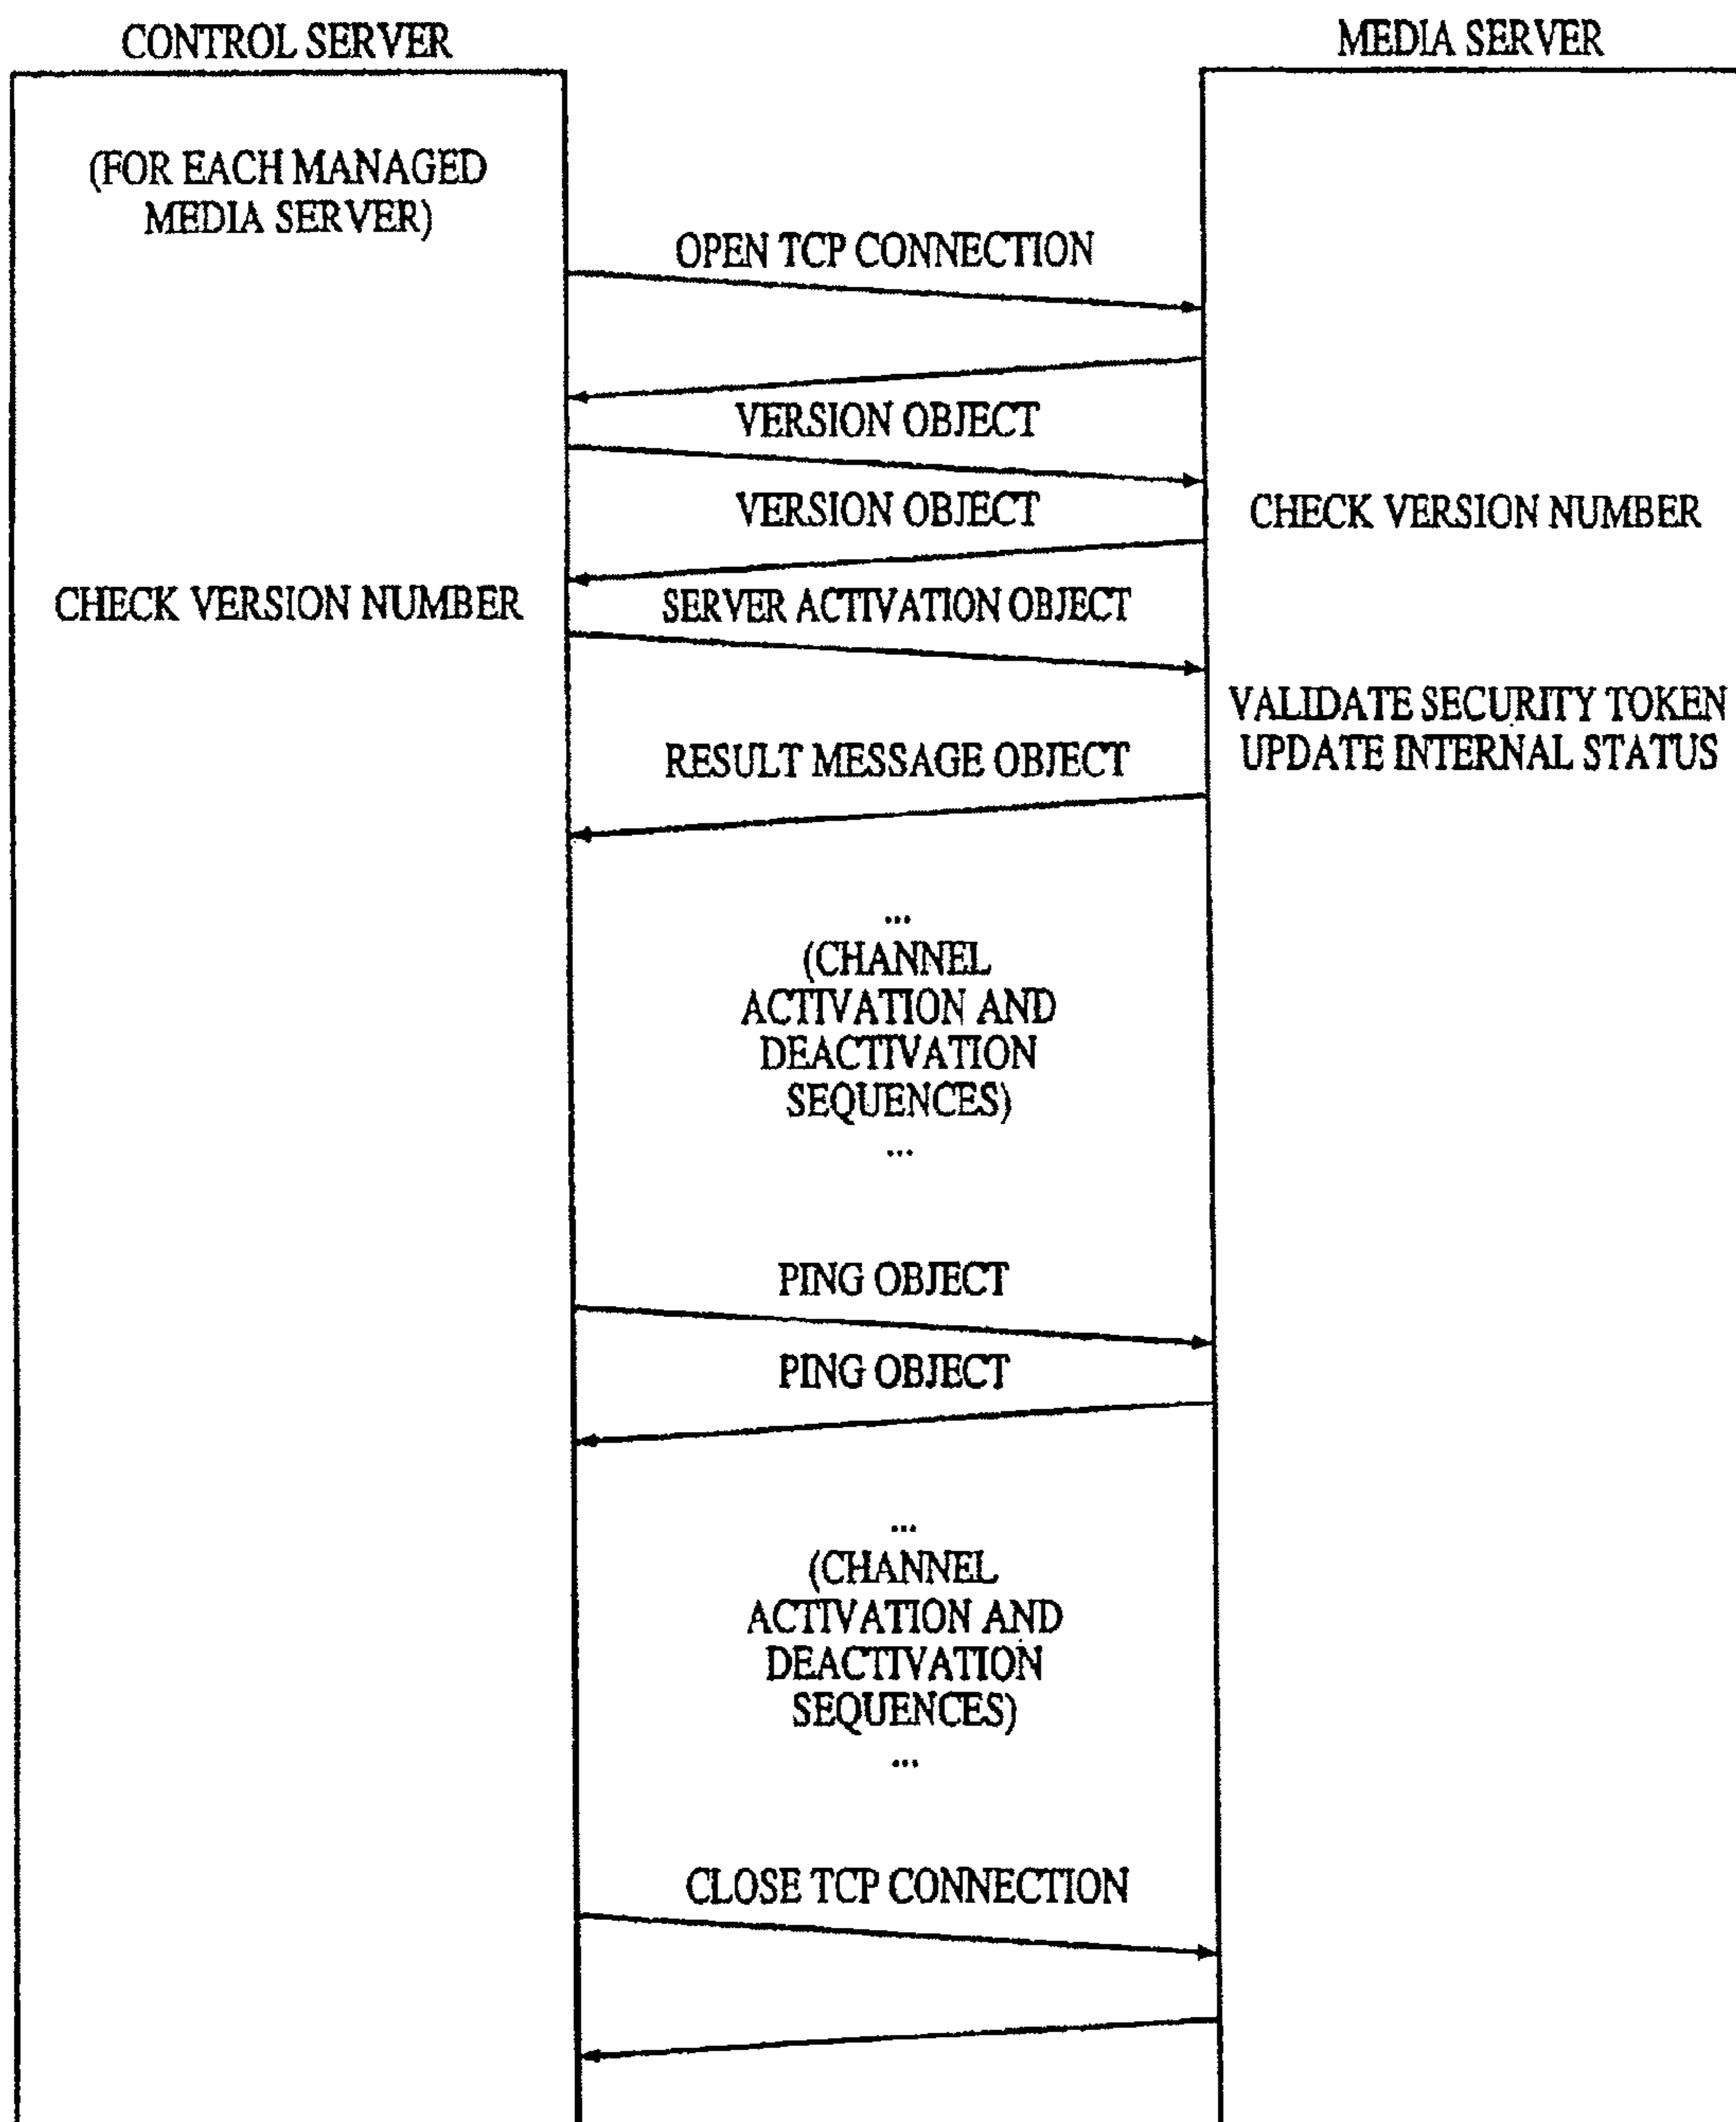 CONTROL SERVER
MEDIA SERVER
(FOR EACH MANAGED
MEDIA SERVER)
OPEN TCP CONNECTION
VERSION OBJECT
VERSION OBJECT
CHECK VERSION NUMBER
CHECK VERSION NUMBER
SERVER ACTIVATION OBJECT
VALIDATE SECURITY TOKEN
UPDATE INTERNAL STATUS
RESULT MESSAGE OBJECT
...
(CHANNEL
ACTIVATION AND
DEACTIVATION
SEQUENCES)
...
PING OBJECT
PING OBJECT
...
(CHANNEL
ACTIVATION AND
DEACTIVATION
SEQUENCES)
...
CLOSE TCP CONNECTION